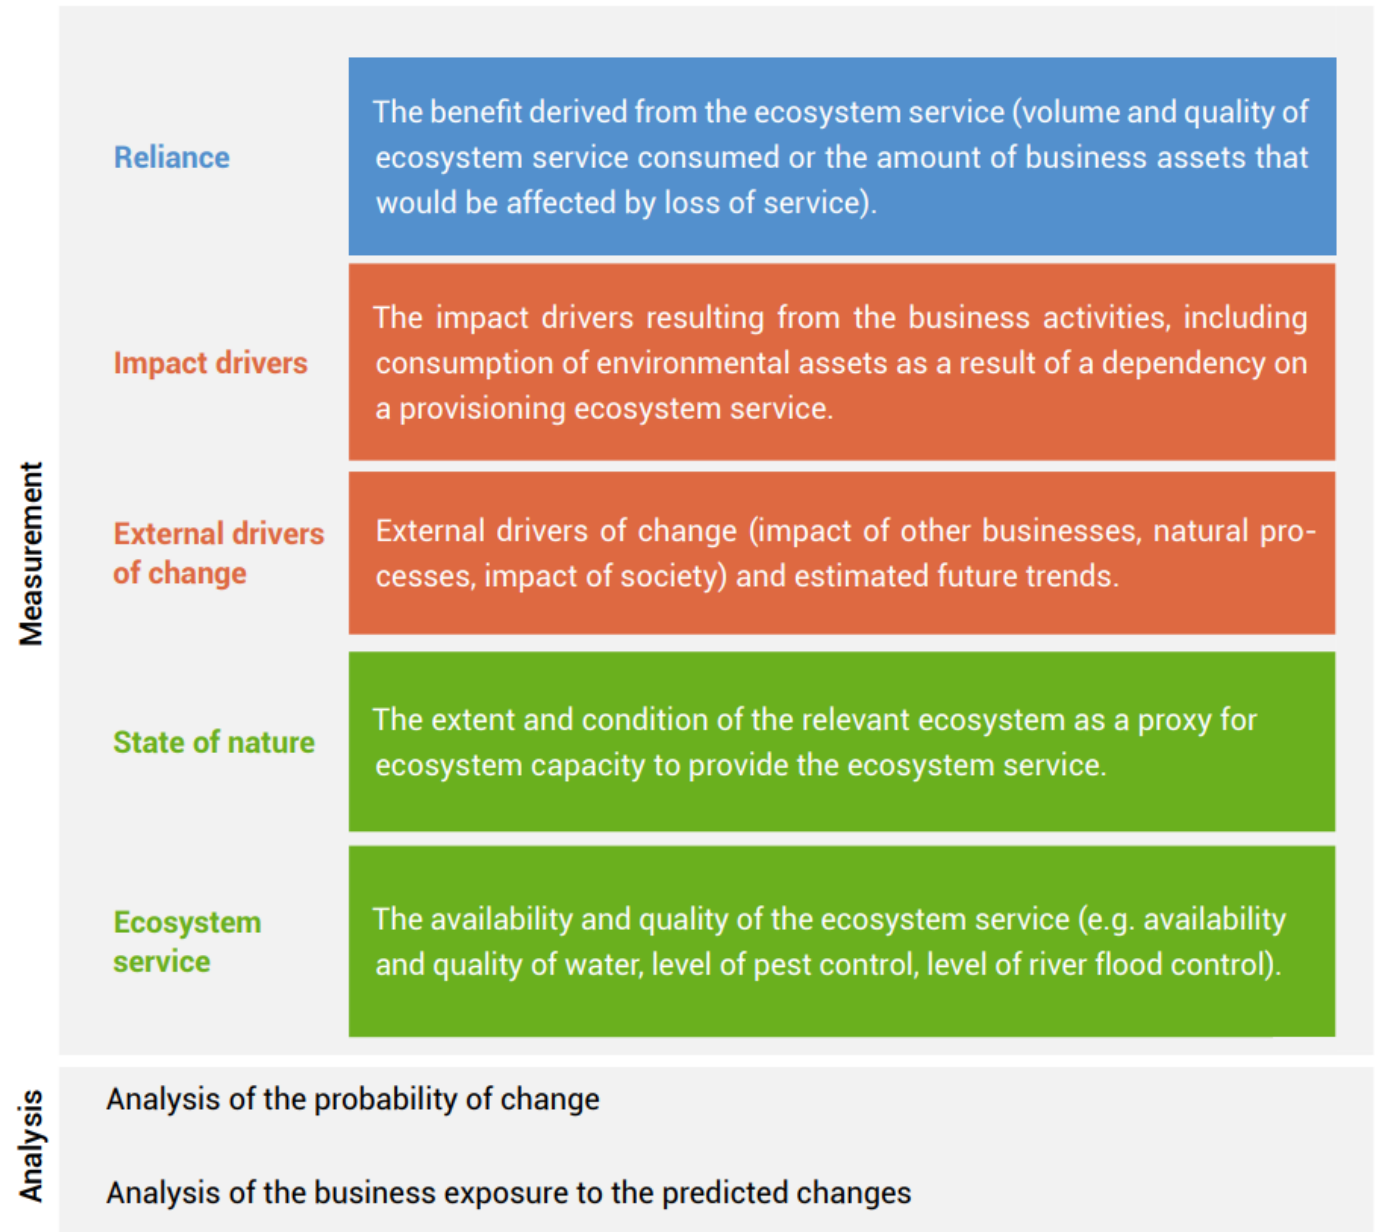 Measurement
Reliance
The benefit derived from the ecosystem service (volume and quality of
ecosystem service consumed or the amount of business assets that
would be affected by loss of service).
Impact drivers
The impact drivers resulting from the business activities, including
consumption of environmental assets as a result of a dependency on
a provisioning ecosystem service.
External drivers
of change
External drivers of change (impact of other businesses, natural pro-
cesses, impact of society) and estimated future trends.
State of nature
The extent and condition of the relevant ecosystem as a proxy for
ecosystem capacity to provide the ecosystem service.
Ecosystem
service
The availability and quality of the ecosystem service (e.g. availability
and quality of water, level of pest control, level of river flood control).
Analysis
Analysis of the probability of change
Analysis of the business exposure to the predicted changes